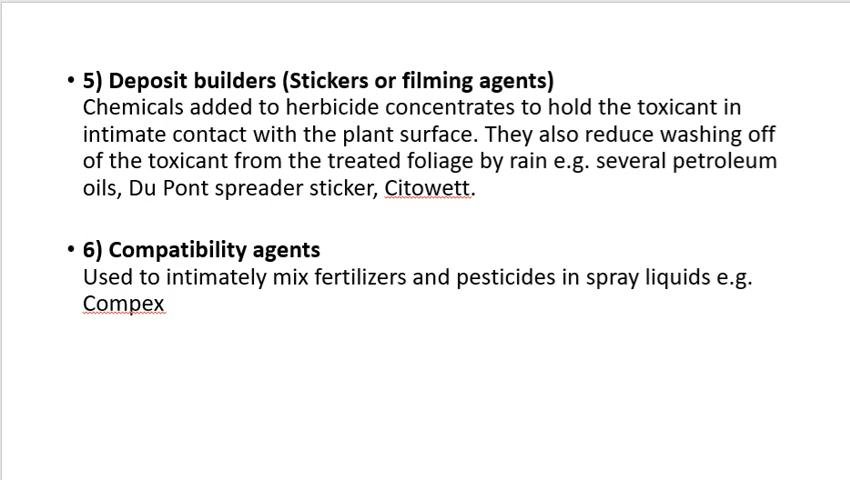 • 5) Deposit builders (Stickers or filming agents)
Chemicals added to herbicide concentrates to hold the toxicant in
intimate contact with the plant surface. They also reduce washing off
of the toxicant from the treated foliage by rain e.g. several petroleum
oils, Du Pont spreader sticker, Citowett.
• 6) Compatibility agents
Used to intimately mix fertilizers and pesticides in spray liquids e.g.
Compex